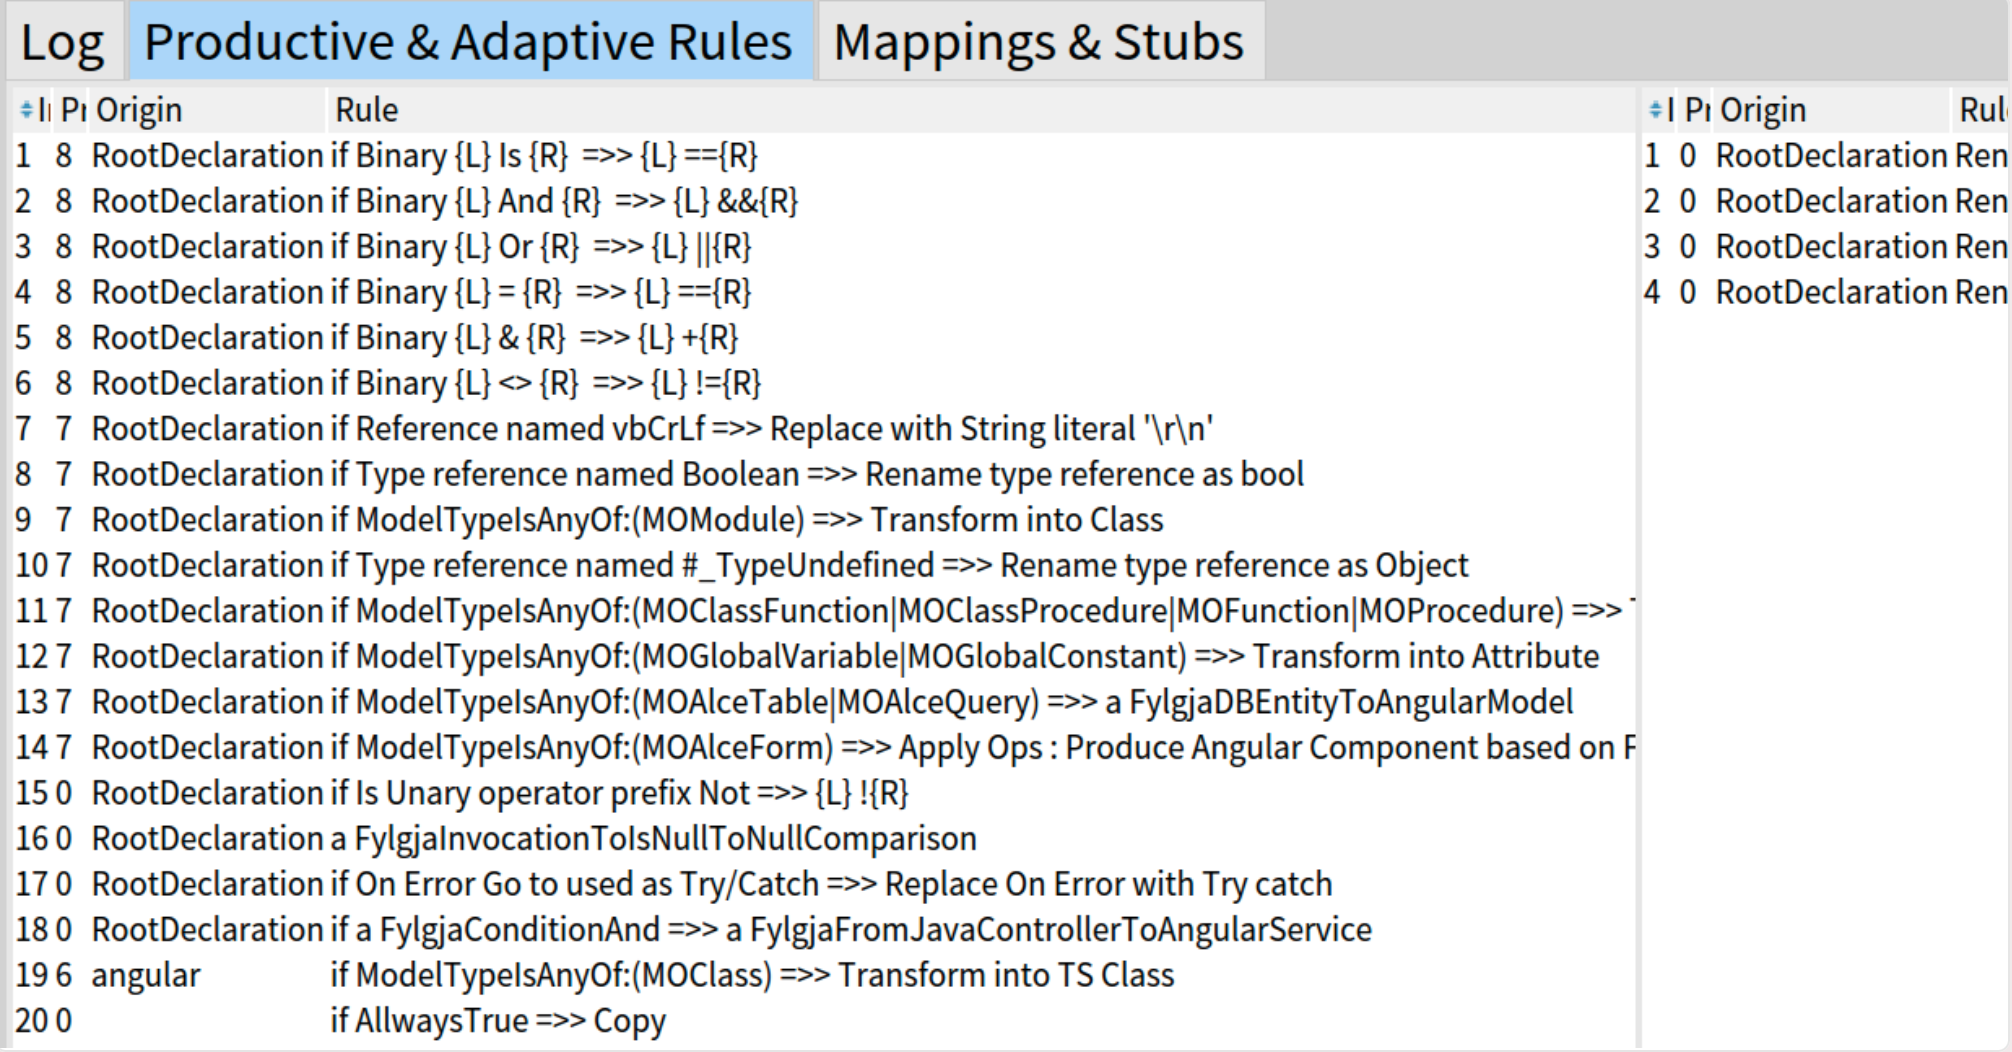 Log Productive & Adaptive Rules Mappings & Stubs
Origin Rule Origin
1 8 RootDeclaration if Binary {L} Is {R} =>> {L} =={R} 1 0 RootDeclaration
2 8 RootDeclaration if Binary {L} And {R} =>> {L} &&{R} 2 0 RootDeclaration
3 8 RootDeclaration if Binary {L} Or {R} =>> {L} ||{R} 3 0 RootDeclaration
4 8 RootDeclaration if Binary {L} = {R} =>> {L} =={R} 4 0 RootDeclaration
5 8 RootDeclaration if Binary {L} & {R} =>> {L} +{R}
6 8 RootDeclaration if Binary {L} <> {R} =>> {L} !={R}
7 7 RootDeclaration if Reference named vbCrLf =>> Replace with String literal '\r\n'
8 7 RootDeclaration if Type reference named Boolean =>> Rename type reference as bool
9 7 RootDeclaration if ModelTypeIsAnyOf:(MOModule) =>> Transform into Class
10 7 RootDeclaration if Type reference named #_TypeUndefined =>> Rename type reference as Object
11 7 RootDeclaration if ModelTypeIsAnyOf:(MOClassFunction|MOClassProcedure|MOFunction|MOProcedure) =>>
12 7 RootDeclaration if ModelTypeIsAnyOf:(MOGlobalVariable|MOGlobalConstant) =>> Transform into Attribute
13 7 RootDeclaration if ModelTypeIsAnyOf:(MOAlceTable|MOAlceQuery) =>> a FylgjaDBEntityToAngularModel
14 7 RootDeclaration if ModelTypeIsAnyOf:(MOAlceForm) =>> Apply Ops : Produce Angular Component based on
15 0 RootDeclaration if Is Unary operator prefix Not =>> {L} !{R}
16 0 RootDeclaration a FylgjaInvocationToIsNullToNullComparison
17 0 RootDeclaration if On Error Go to used as Try/Catch =>> Replace On Error with Try catch
18 0 RootDeclaration if a FylgjaConditionAnd =>> a FylgjaFromJavaControllerToAngularService
19 6 angular if ModelTypeIsAnyOf:(MOClass) =>> Transform into TS Class
20 0 if AllwaysTrue =>> Copy